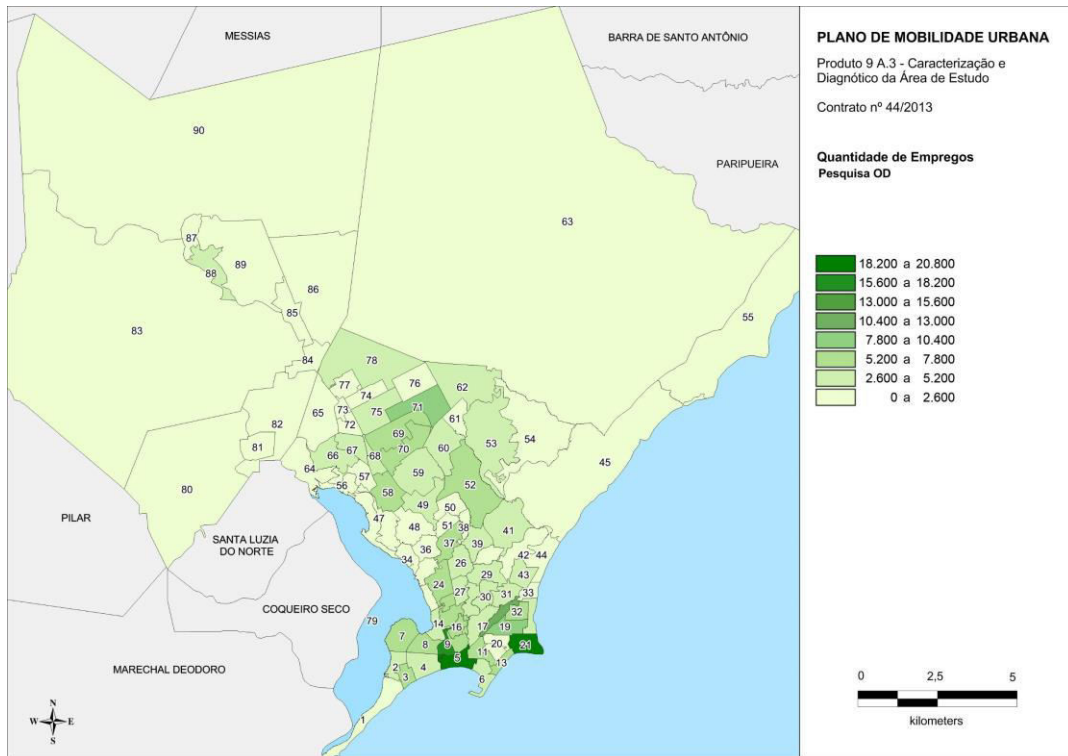 MESSIAS
BARRA DE SANTO ANTÔNIO
PARIPUEIRA
PILAR
SANTA LUZIA
DO NORTE
COQUEIRO SECO
MARECHAL DEODORO
90
63
87
89
88
86
85
83
55
84
78
77
76
62
74
65
73
75
71
72
61
82
69
54
81
66
67
68
70
60
53
45
64
59
80
56
57
58
52
49
50
47
48
51
38
41
37
39
36
34
26
42
44
43
29
24
27
30
31
33
79
14
16
17
32
19
7
8
9
20
21
5
11
2
4
13
3
6
1
N
W
E
S
PLANO DE MOBILIDADE URBANA
Produto 9 A.3 - Caracterização e
Diagnótico da Área de Estudo
Contrato nº 44/2013
Quantidade de Empregos
Pesquisa OD
18.200 a 20.800
15.600 a 18.200
13.000 a 15.600
10.400 a 13.000
7.800 a 10.400
5.200 a 7.800
2.600 a 5.200
0 a 2.600
0 2,5 5
kilometers